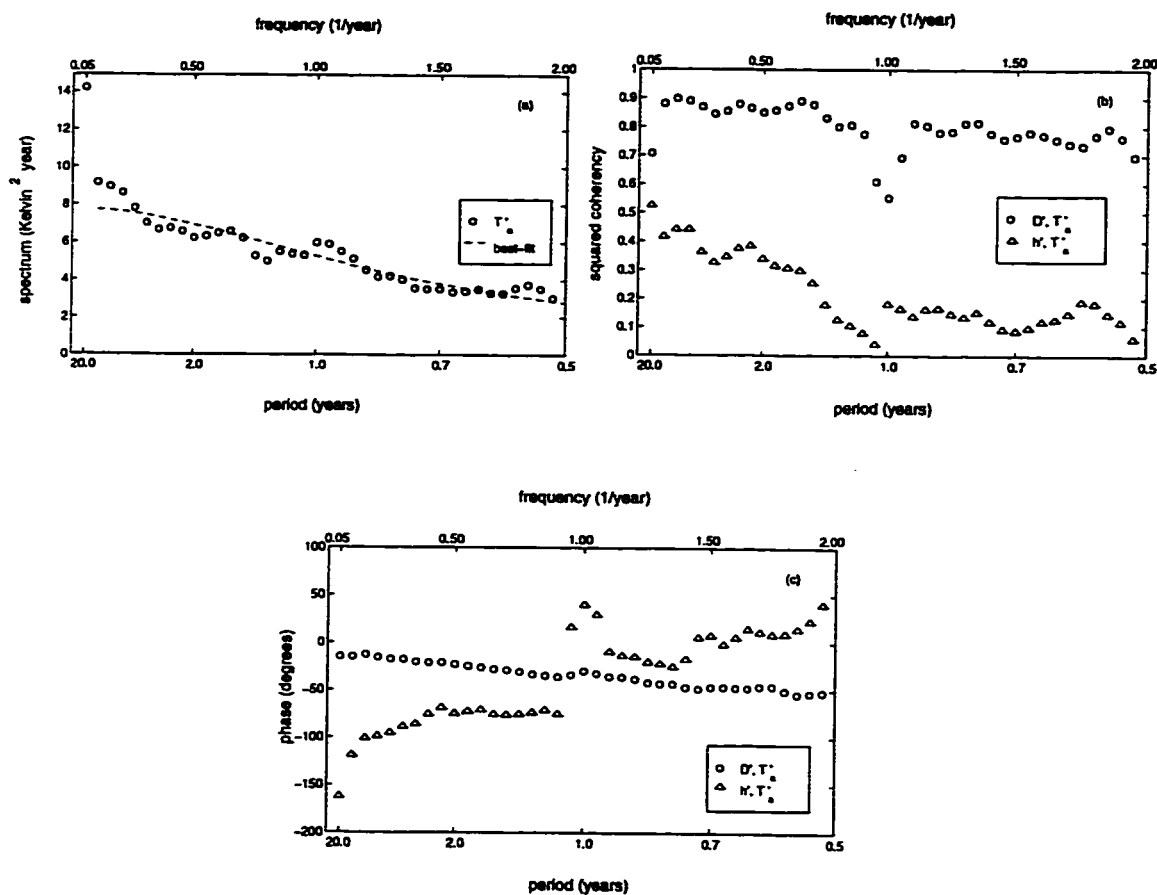 frequency (1/year)
0.05 0.50 1.00 1.50 2.00
(a)
14
12
10
8
6
4
2
0
spectrum (Kelvin² year)
T'a
best-fit
20.0 2.0 1.0 0.7 0.5
period (years)
frequency (1/year)
0.05 0.50 1.00 1.50 2.00
(b)
1
0.9
0.8
0.7
0.6
0.5
0.4
0.3
0.2
0.1
0
squared coherency
D', T'a
h', T'a
20.0 2.0 1.0 0.7 0.5
period (years)
frequency (1/year)
0.05 0.50 1.00 1.50 2.00
(c)
100
50
0
−50
−100
−150
−200
phase (degrees)
D', T'a
h', T'a
20.0 2.0 1.0 0.7 0.5
period (years)